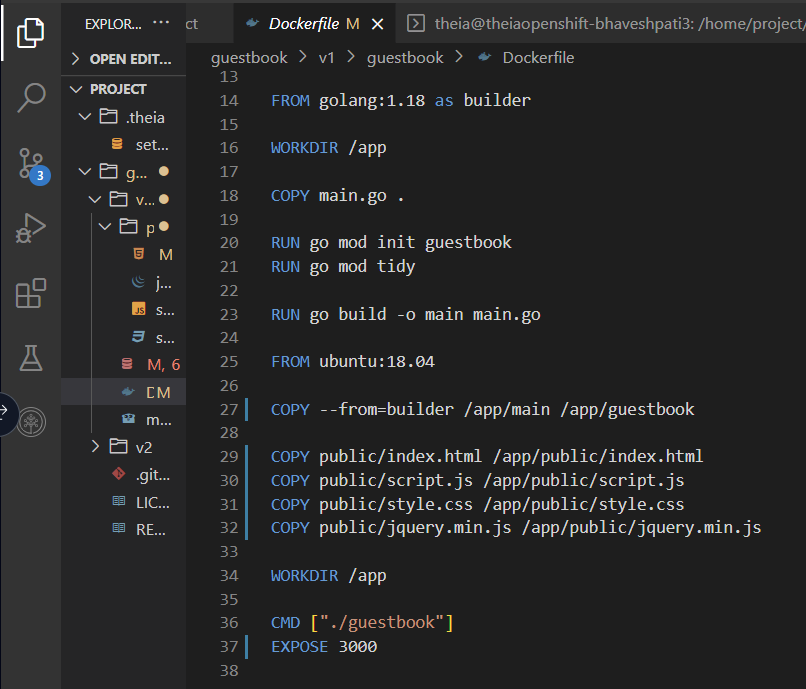 EXPLOR... ···
ct
Dockerfile M ×
theia@theiaopenshift-bhaveshpati3: /home/project/
OPEN EDIT...
guestbook > v1 > guestbook > Dockerfile
PROJECT
.theia
set...
g...
v...
p
M
j...
s...
s...
M, 6
M
m...
v2
.git...
LIC...
RE...
3
13
14 FROM golang:1.18 as builder
15
16 WORKDIR /app
17
18 COPY main.go .
19
20 RUN go mod init guestbook
21 RUN go mod tidy
22
23 RUN go build -o main main.go
24
25 FROM ubuntu:18.04
26
27 COPY --from=builder /app/main /app/guestbook
28
29 COPY public/index.html /app/public/index.html
30 COPY public/script.js /app/public/script.js
31 COPY public/style.css /app/public/style.css
32 COPY public/jquery.min.js /app/public/jquery.min.js
33
34 WORKDIR /app
35
36 CMD ["./guestbook"]
37 EXPOSE 3000
38